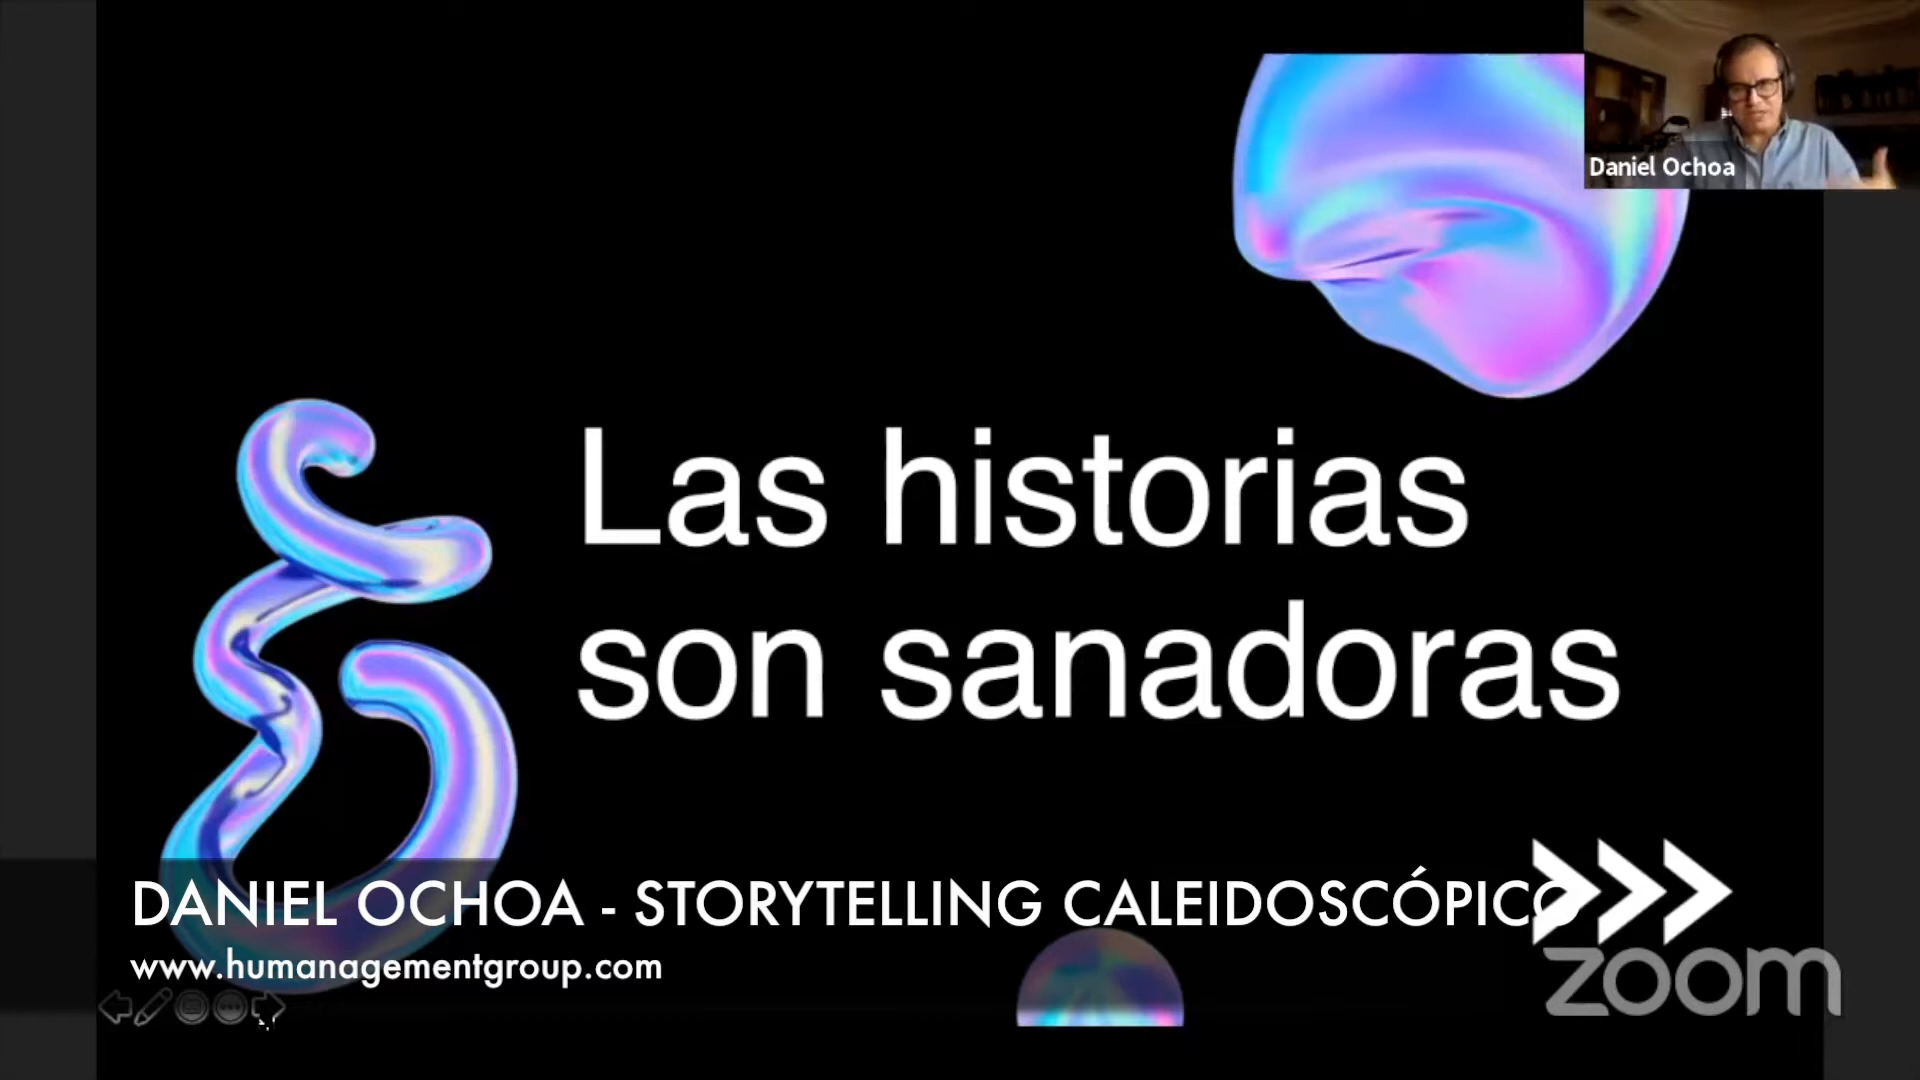 Daniel Ochoa
Las historias
son sanadoras
DANIEL OCHOA - STORYTELLING CALEIDOSCÓPICO
www.humanagementgroup.com
zoom